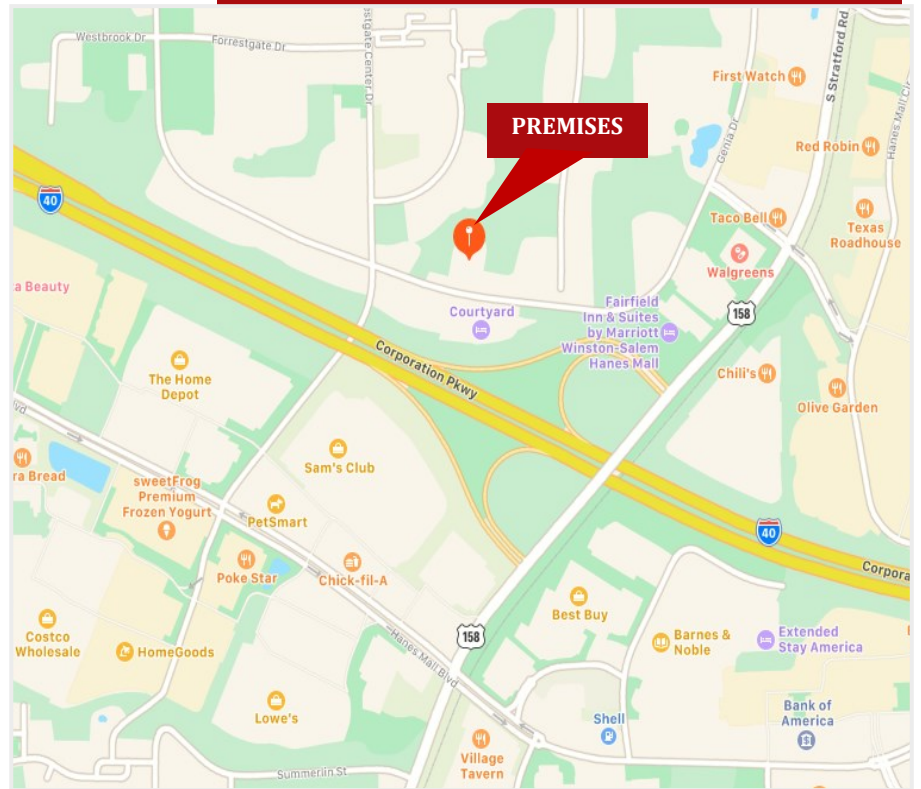 Westbrook Dr
Forrestgate Dr
stgate Center Dr
S Stratford Rd
First Watch
Hanes Mall Cir
PREMISES
Genia Dr
Red Robin
40
Taco Bell
Texas
Roadhouse
Walgreens
a Beauty
Courtyard
Fairfield
Inn & Suites
by Marriott
Winston-Salem
Hanes Mall
158
Corporation Pkwy
The Home
Depot
Chili's
Olive Garden
vd
Sam's Club
ra Bread
sweetFrog
Premium
Frozen Yogurt
PetSmart
40
Corpora
Poke Star
Chick-fil-A
Best Buy
Costco
Wholesale
HomeGoods
Hanes Mall Blvd
158
Barnes &
Noble
Extended
Stay America
Lowe's
Shell
Bank of
America
Village
Tavern
Summerlin St